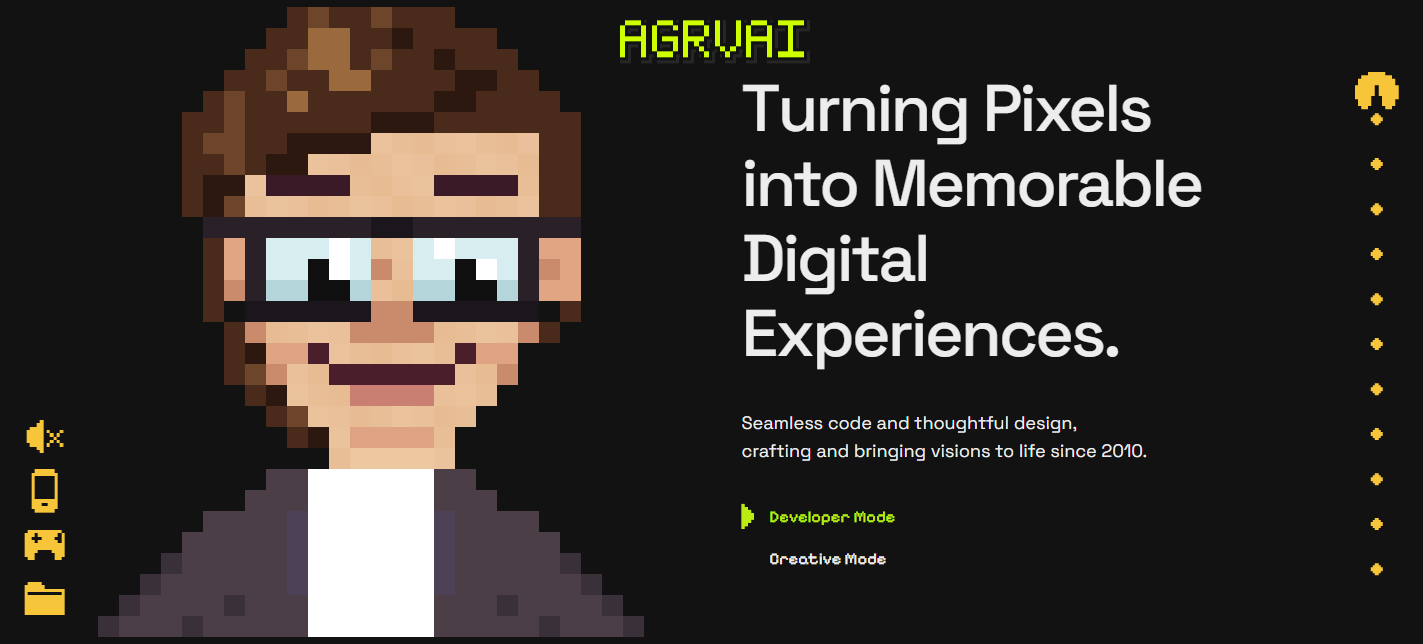 AGRVAI
Turning Pixels
into Memorable
Digital
Experiences.
Seamless code and thoughtful design,
crafting and bringing visions to life since 2010.
Developer Mode
Creative Mode